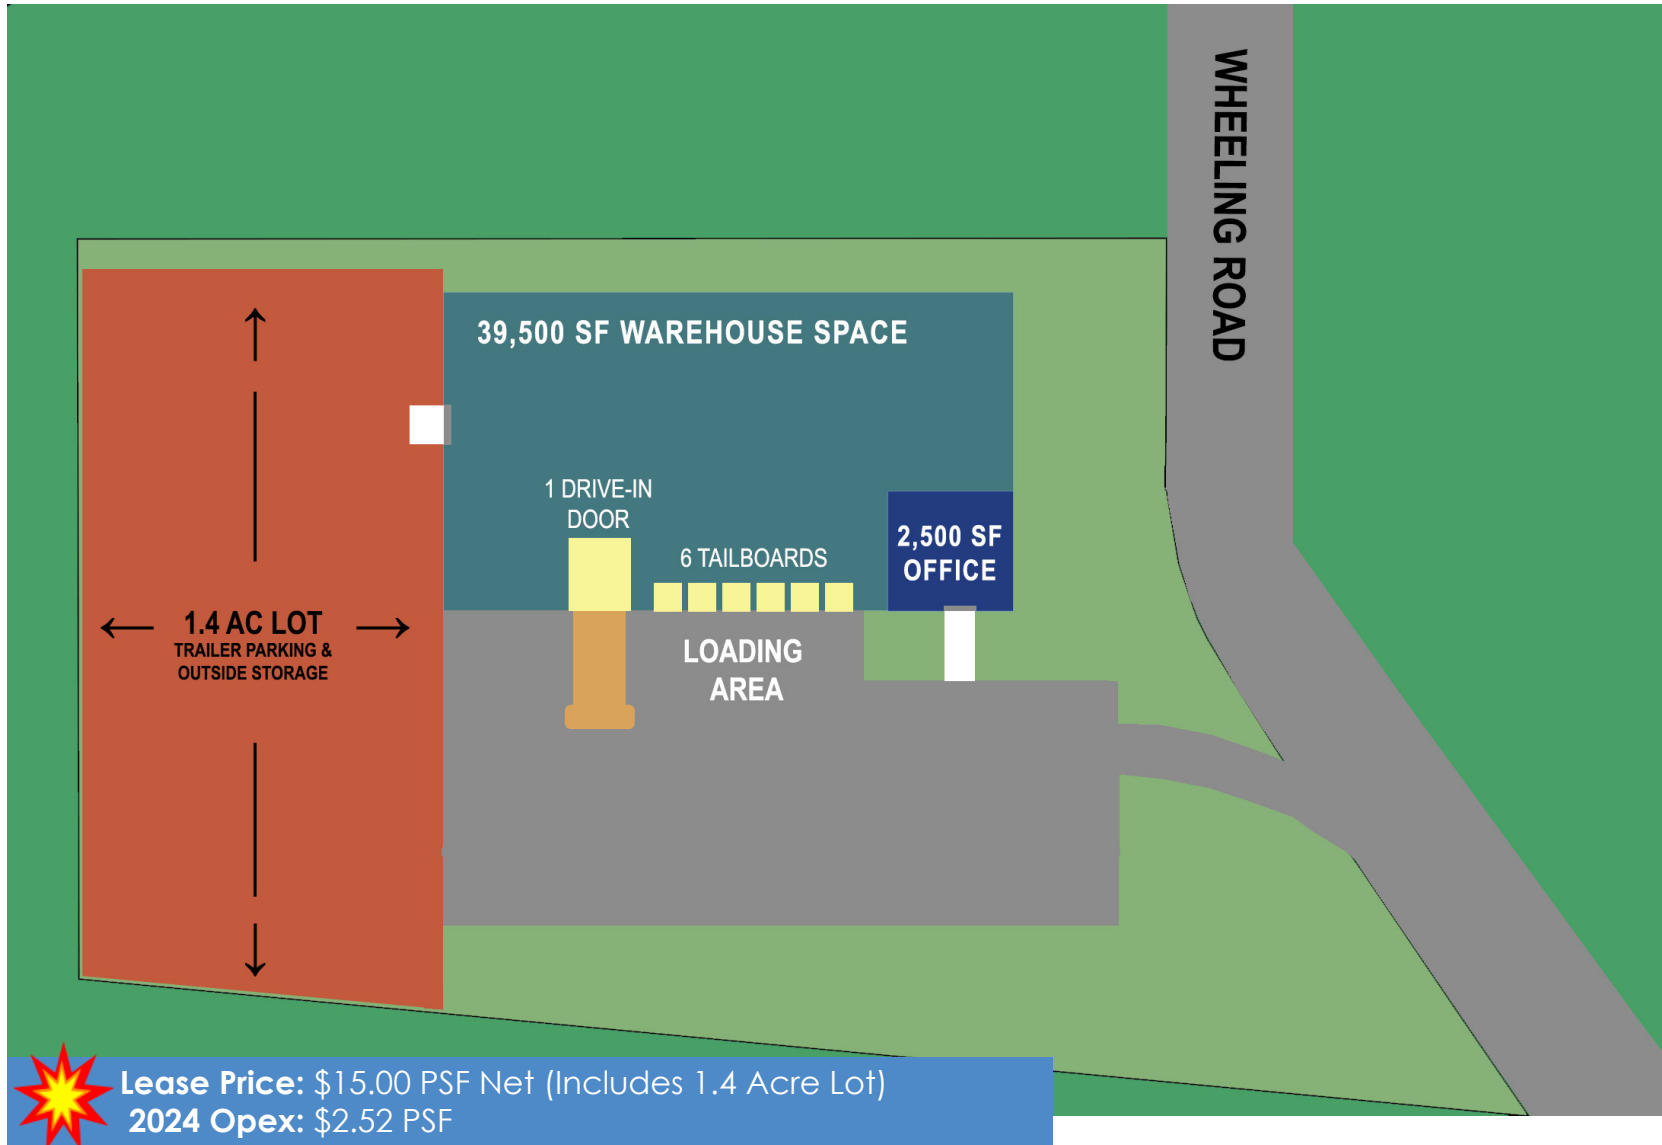 WHEELING ROAD
39,500 SF WAREHOUSE SPACE
1 DRIVE-IN
DOOR
6 TAILBOARDS
2,500 SF
OFFICE
1.4 AC LOT
TRAILER PARKING &
OUTSIDE STORAGE
LOADING
AREA
Lease Price: $15.00 PSF Net (Includes 1.4 Acre Lot)
2024 Opex: $2.52 PSF